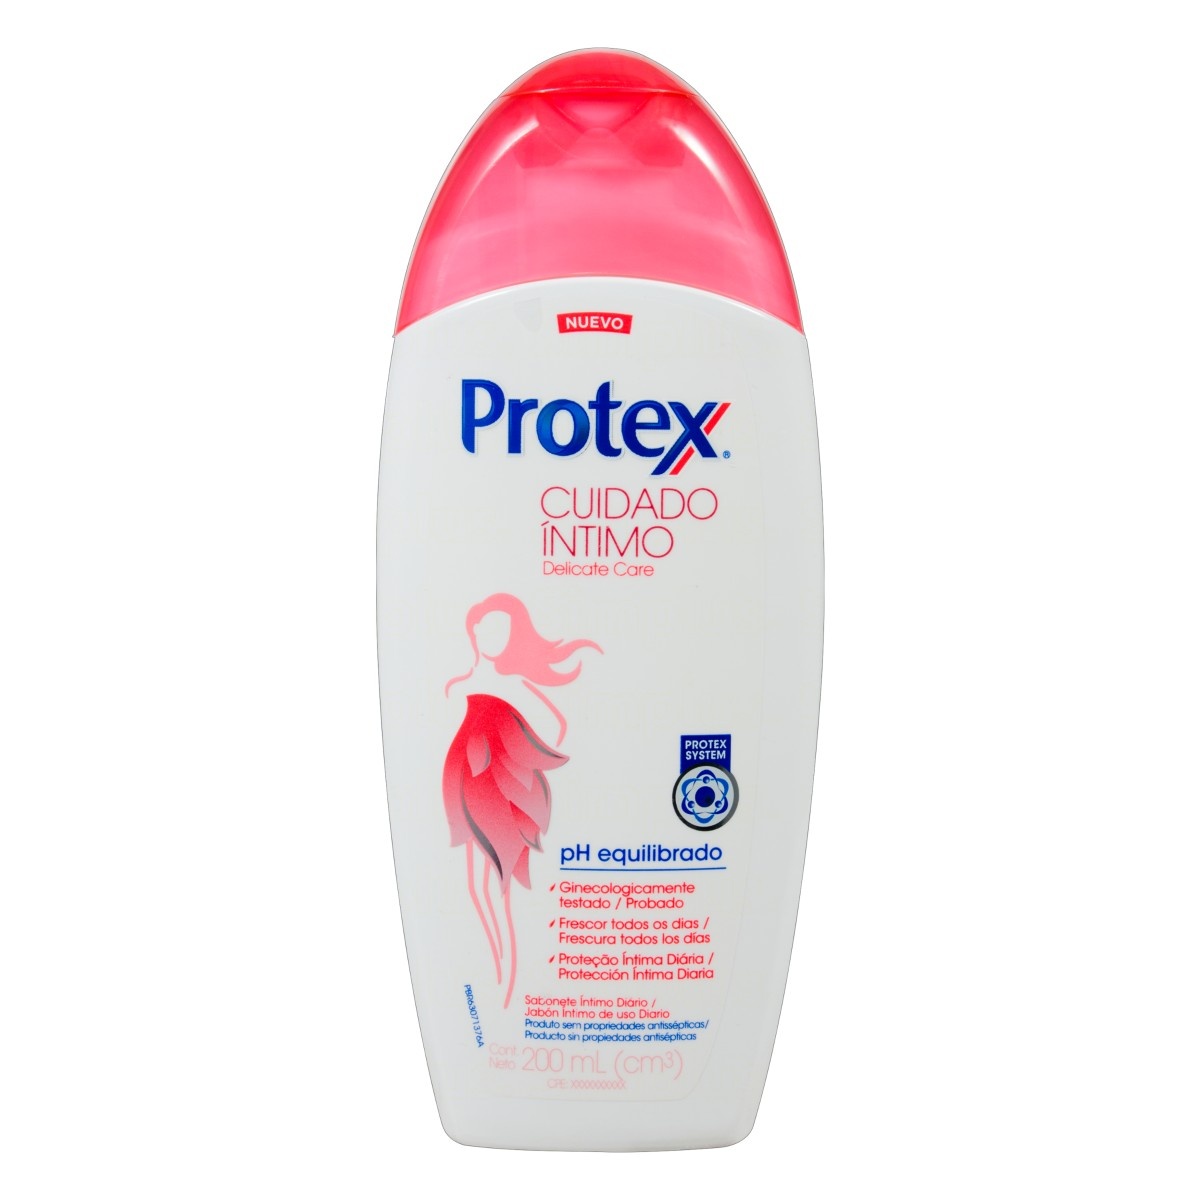 NUEVO
Protex®
CUIDADO
ÍNTIMO
Delicate Care
PROTEX
SYSTEM
pH equilibrado
Ginecologicamente
testado / Probado
Frescor todos os dias /
Frescura todos los días
Proteção Íntima Diária /
Protección Íntima Diaria
Sabonete Íntimo Diário /
Jabón Íntimo de uso Diario
Produto sem propriedades antissépticas/
Producto sin propiedades antisépticas
Cont.
Neto 200 mL (cm³)
CPE: XXXXXXXXXX